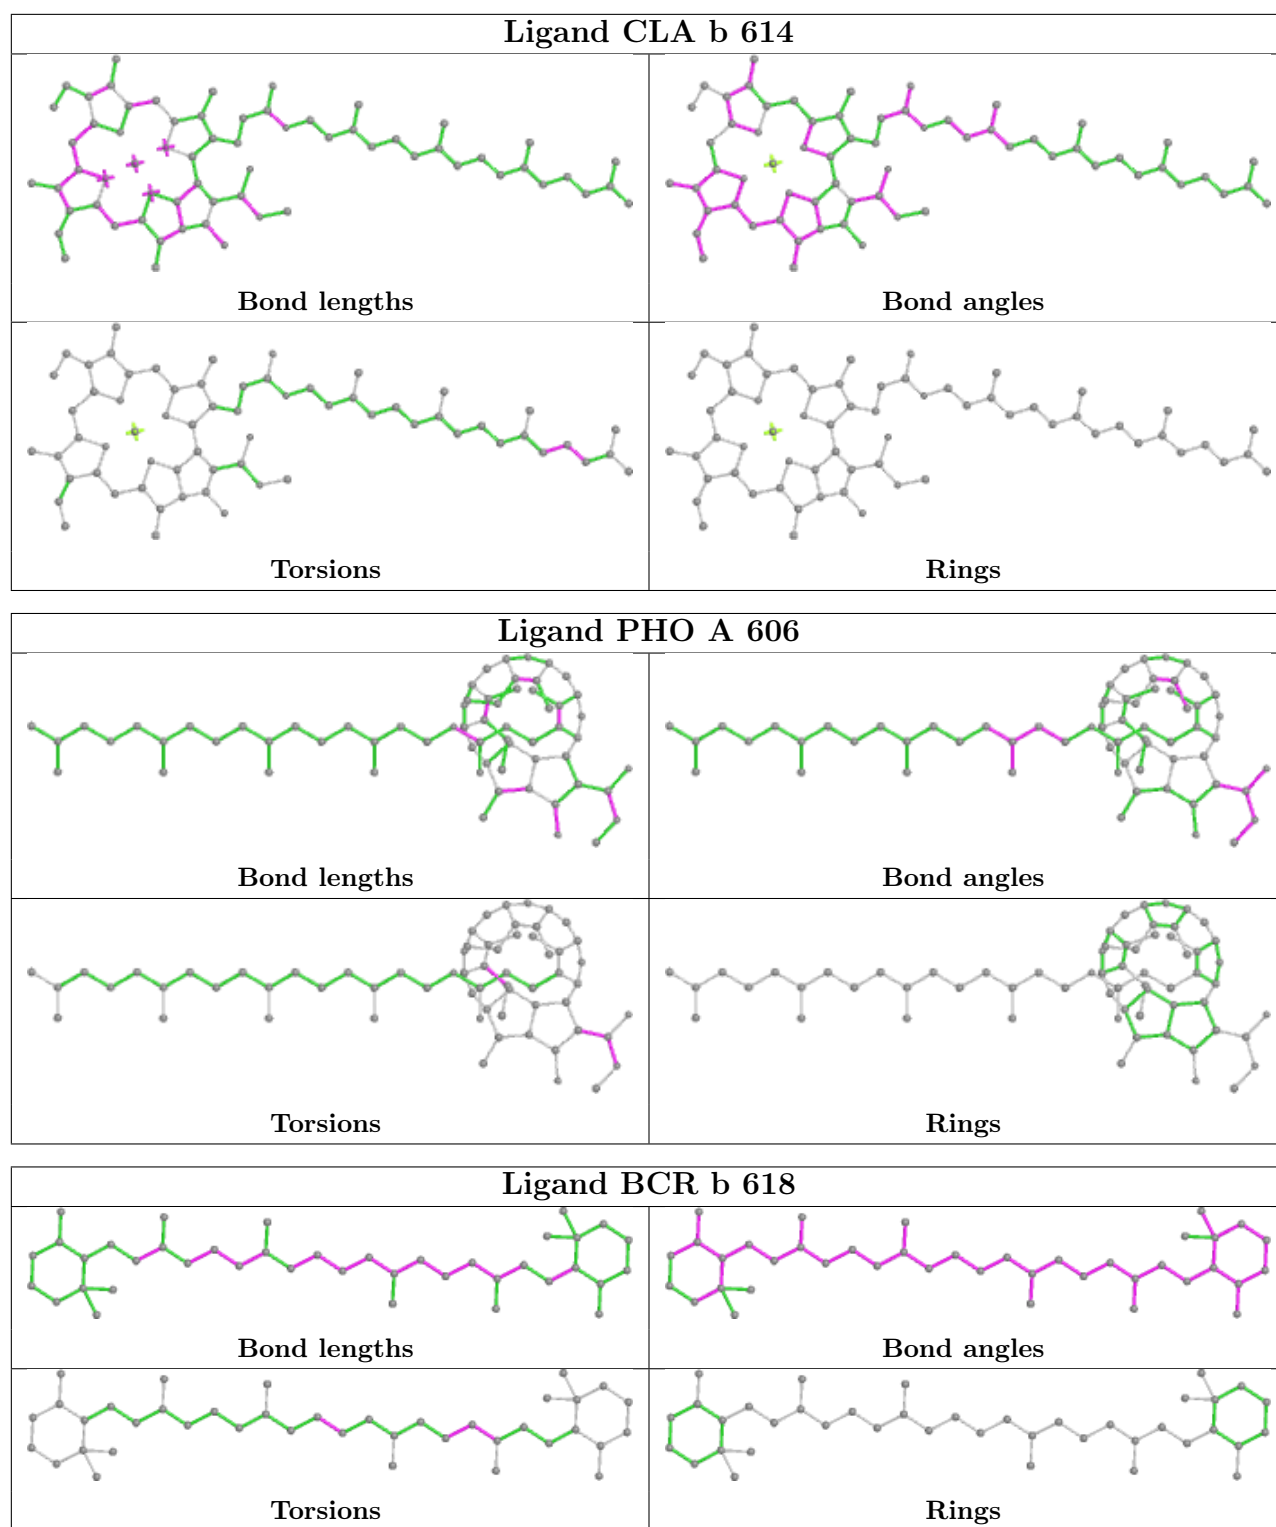 Ligand CLA b 614
Bond lengths
Bond angles
Torsions
Rings
Ligand PHO A 606
Bond lengths
Bond angles
Torsions
Rings
Ligand BCR b 618
Bond lengths
Bond angles
Torsions
Rings